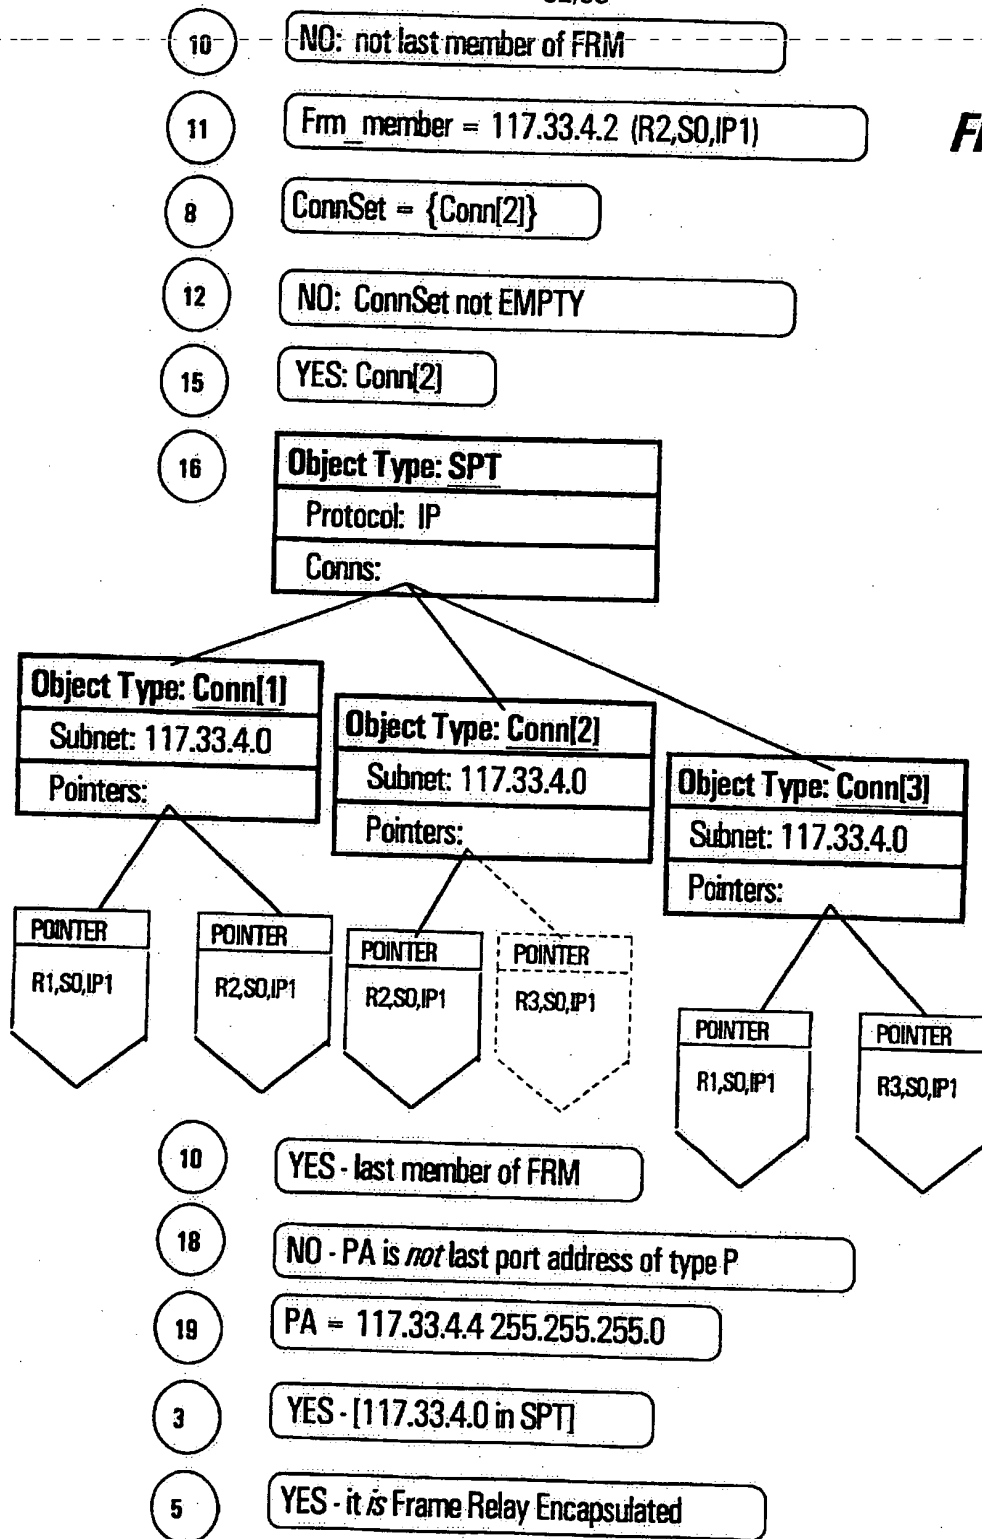 10 NO: not last member of FRM
11 Frm_member = 117.33.4.2 (R2,S0,IP1)
8 ConnSet = {Conn[2]}
12 NO: ConnSet not EMPTY
15 YES: Conn[2]
16
Object Type: SPT
Protocol: IP
Conns:
Object Type: Conn[1]
Subnet: 117.33.4.0
Pointers:
Object Type: Conn[2]
Subnet: 117.33.4.0
Pointers:
Object Type: Conn[3]
Subnet: 117.33.4.0
Pointers:
POINTER
R1,S0,IP1
POINTER
R2,S0,IP1
POINTER
R2,S0,IP1
POINTER
R3,S0,IP1
POINTER
R1,S0,IP1
POINTER
R3,S0,IP1
10 YES - last member of FRM
18 NO - PA is not last port address of type P
19 PA = 117.33.4.4 255.255.255.0
3 YES - [117.33.4.0 in SPT]
5 YES - it is Frame Relay Encapsulated